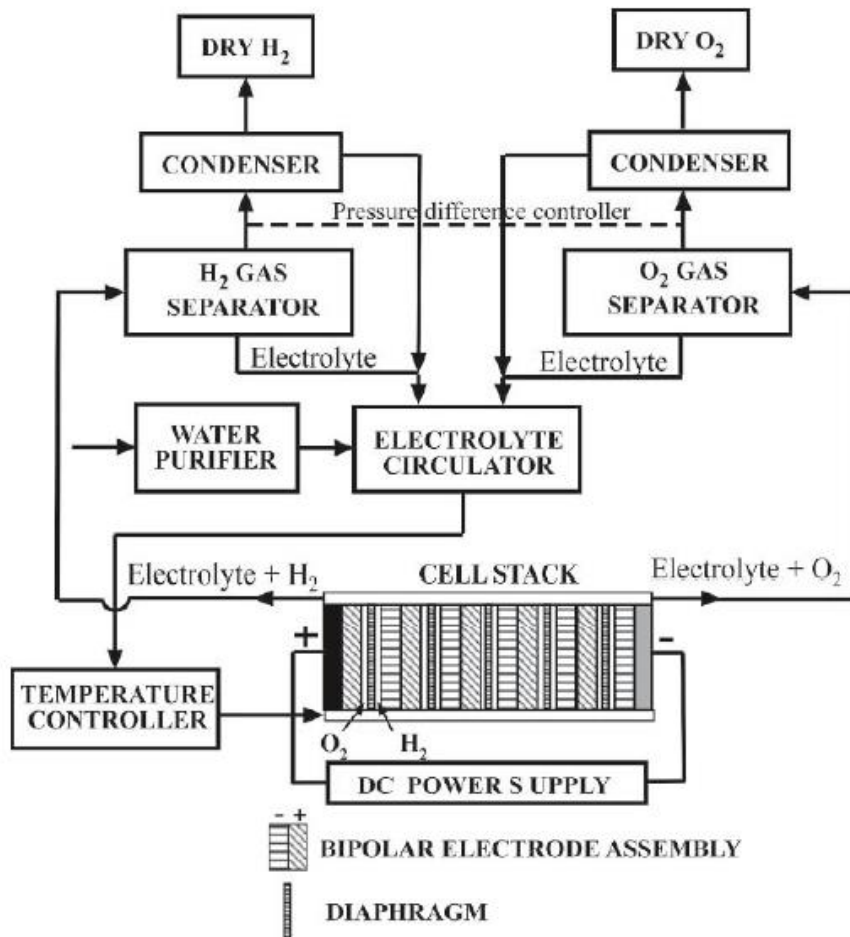 DRY H₂
DRY O₂
CONDENSER
CONDENSER
Pressure difference controller
H₂ GAS
SEPARATOR
O₂ GAS
SEPARATOR
Electrolyte
Electrolyte
WATER
PURIFIER
ELECTROLYTE
CIRCULATOR
Electrolyte + H₂
CELL STACK
Electrolyte + O₂
+
-
TEMPERATURE
CONTROLLER
O₂
H₂
DC POWER S UPPLY
- +
BIPOLAR ELECTRODE ASSEMBLY
DIAPHRAGM